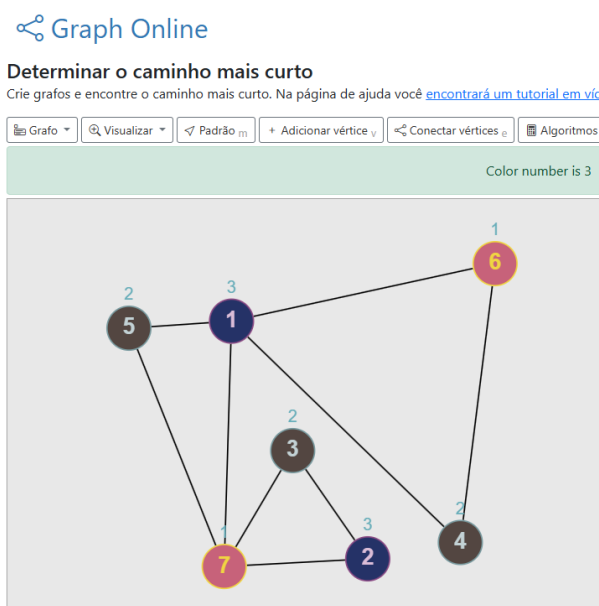 Graph Online
Determinar o caminho mais curto
Crie grafos e encontre o caminho mais curto. Na página de ajuda você encontrará um tutorial em
Grafo Visualizar Padrão m + Adicionar vértice v Conectar vértices e Algoritmos
Color number is 3
1
6
2
3
5
1
2
3
1
3
2
7
2
4